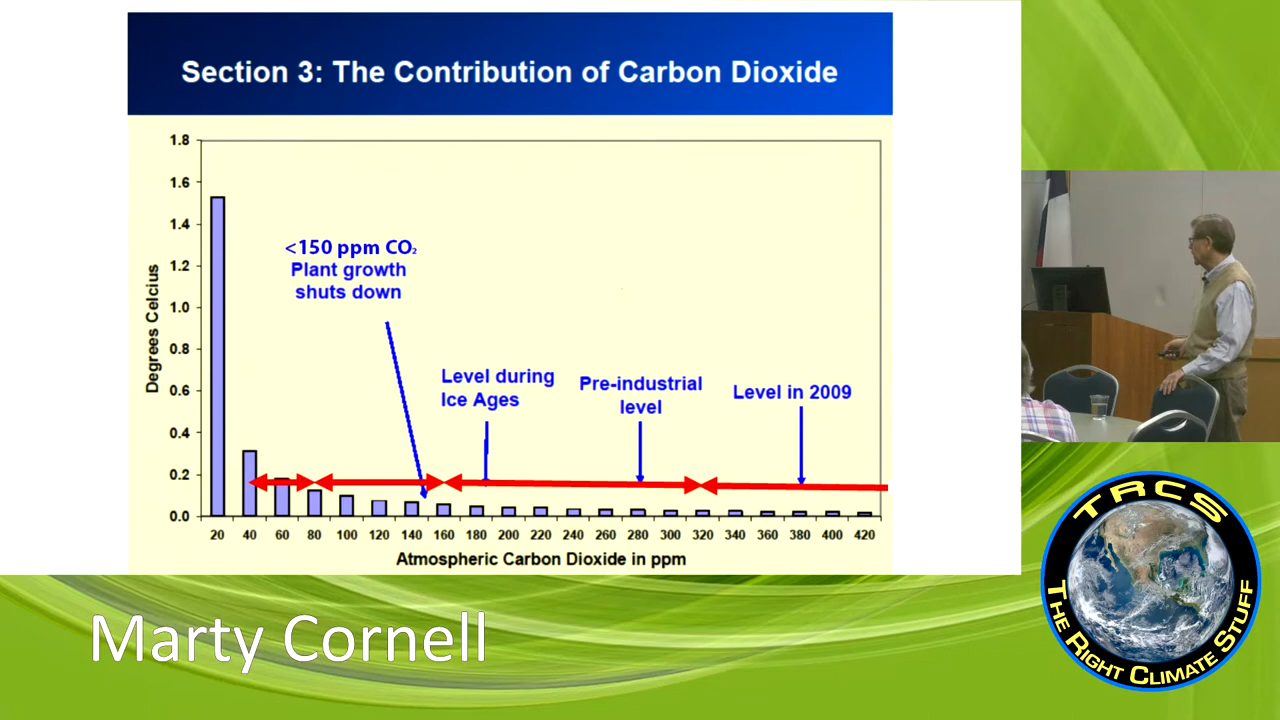 Section 3: The Contribution of Carbon Dioxide
1.8
1.6
1.4
1.2
1.0
0.8
0.6
0.4
0.2
0.0
Degrees Celcius
<150 ppm CO₂
Plant growth
shuts down
Level during
Ice Ages
Pre-industrial
level
Level in 2009
20 40 60 80 100 120 140 160 180 200 220 240 260 280 300 320 340 360 380 400 420
Atmospheric Carbon Dioxide in ppm
Marty Cornell
TRCS
THE RIGHT CLIMATE STUFF